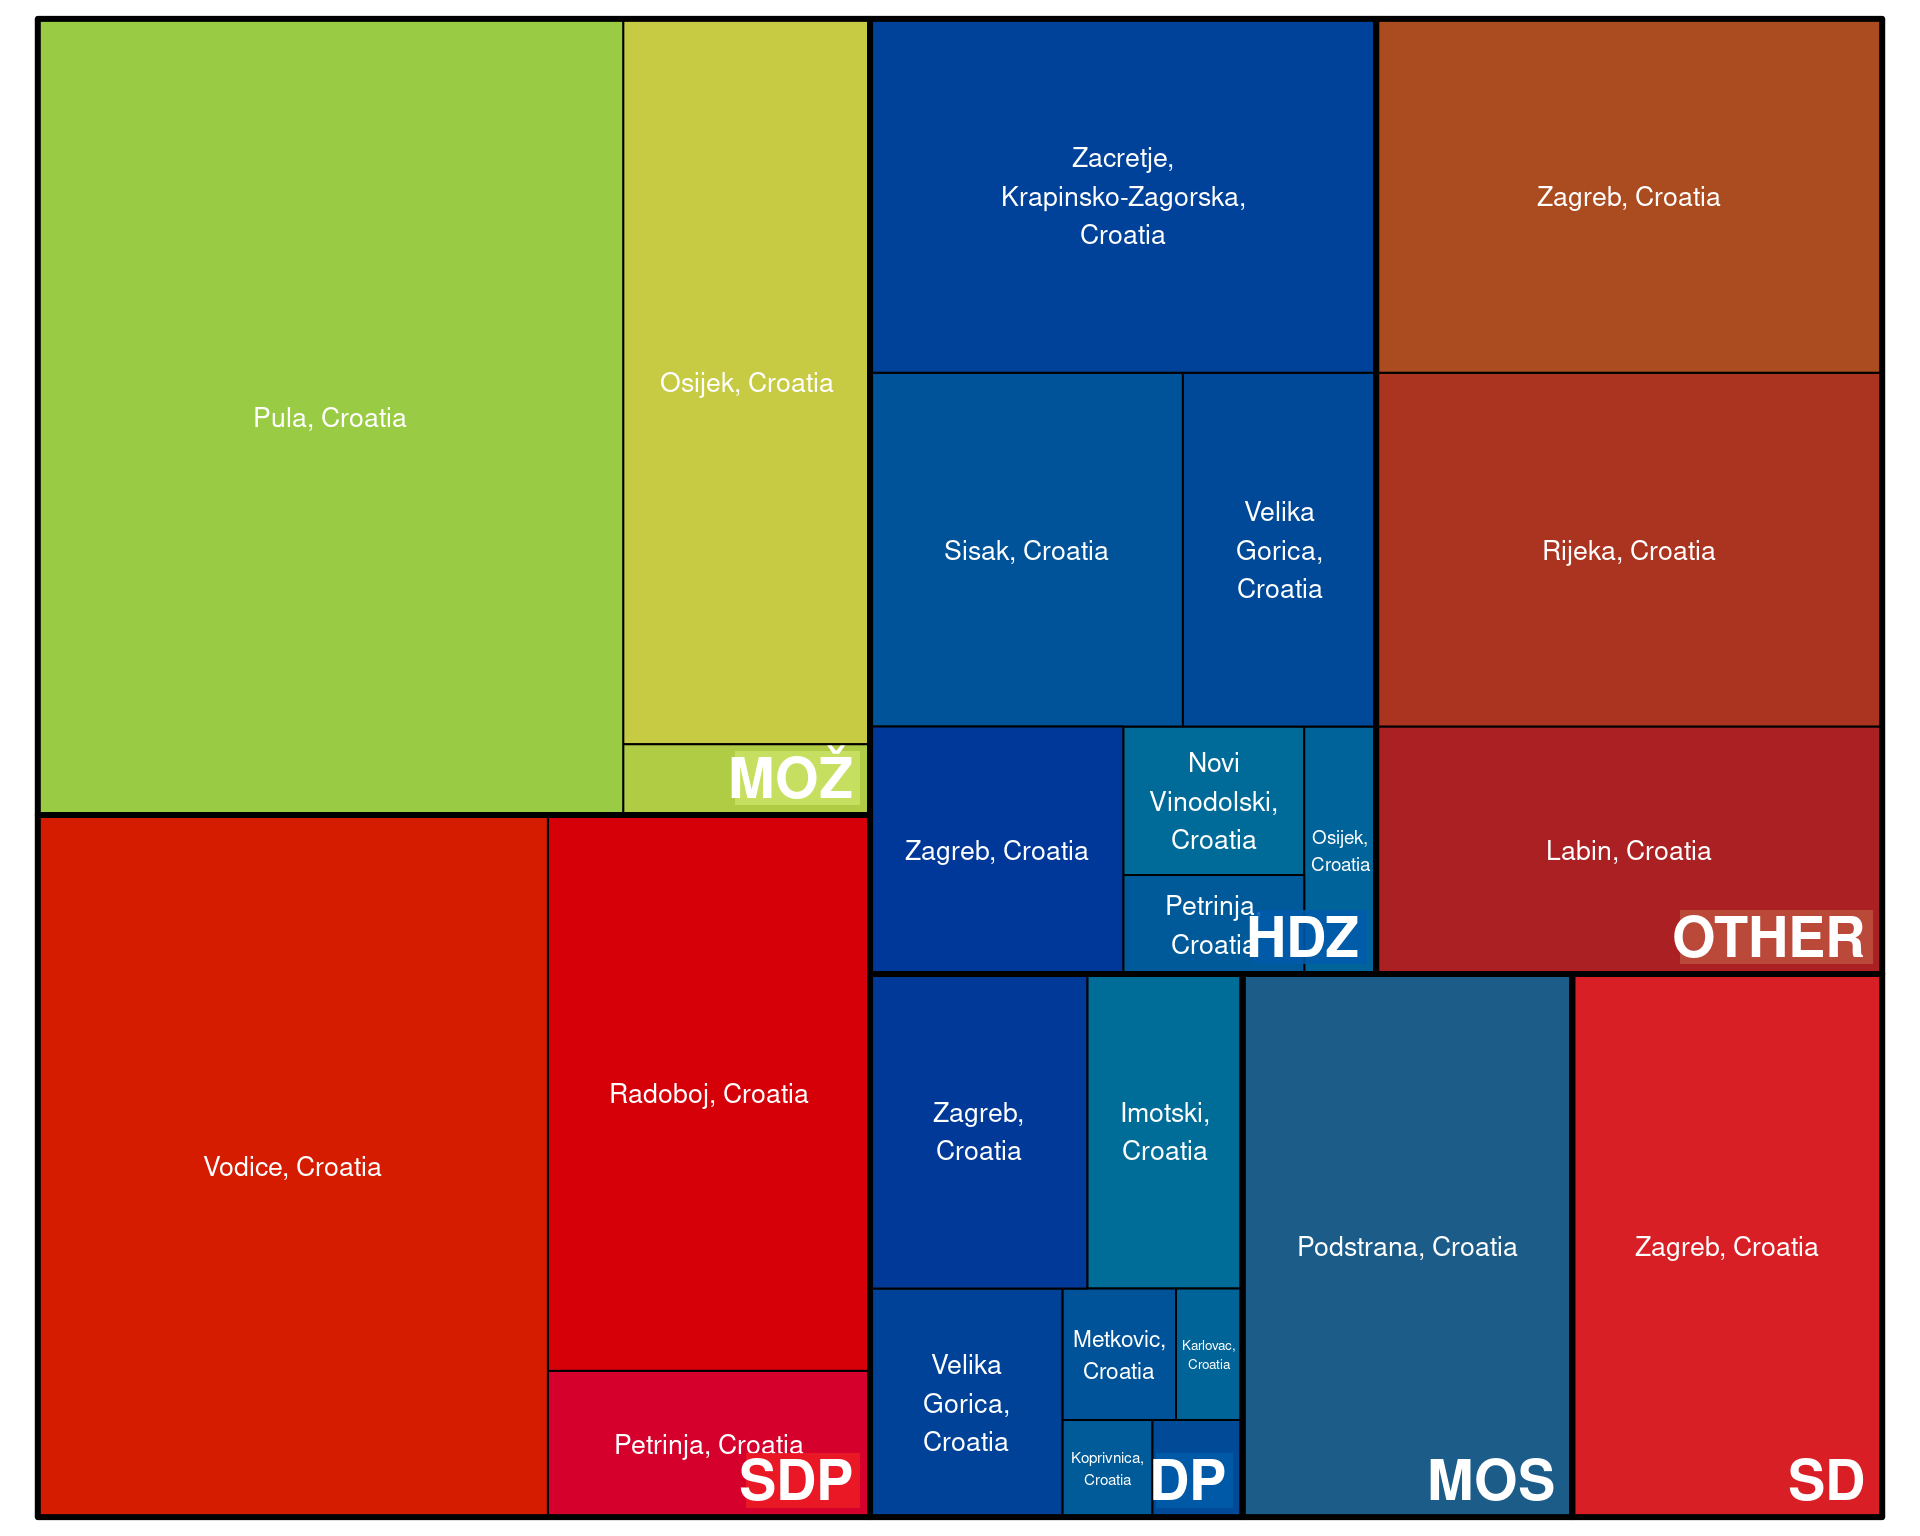 Pula, Croatia
Osijek, Croatia
MOŽ
Vodice, Croatia
Radoboj, Croatia
Petrinja, Croatia
SDP
Zacretje,
Krapinsko-Zagorska,
Croatia
Sisak, Croatia
Velika
Gorica,
Croatia
Zagreb, Croatia
Novi
Vinodolski,
Croatia
Osijek,
Croatia
Petrinja
Croatia
HDZ
Zagreb, Croatia
Rijeka, Croatia
Labin, Croatia
OTHER
Zagreb,
Croatia
Imotski,
Croatia
Velika
Gorica,
Croatia
Metkovic,
Croatia
Karlovac,
Croatia
Koprivnica,
Croatia
DP
Podstrana, Croatia
MOS
Zagreb, Croatia
SD